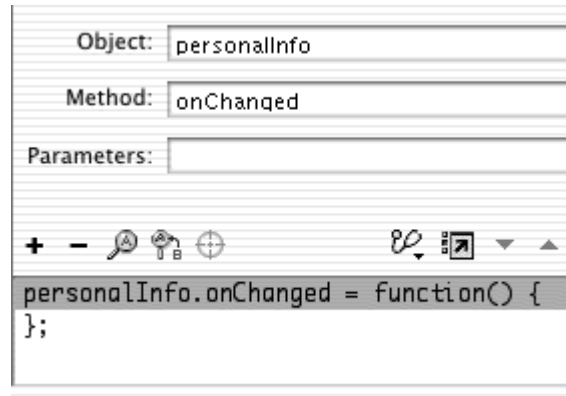 Object: personalInfo
Method: onChanged
Parameters:
personalInfo.onChanged = function() {
};